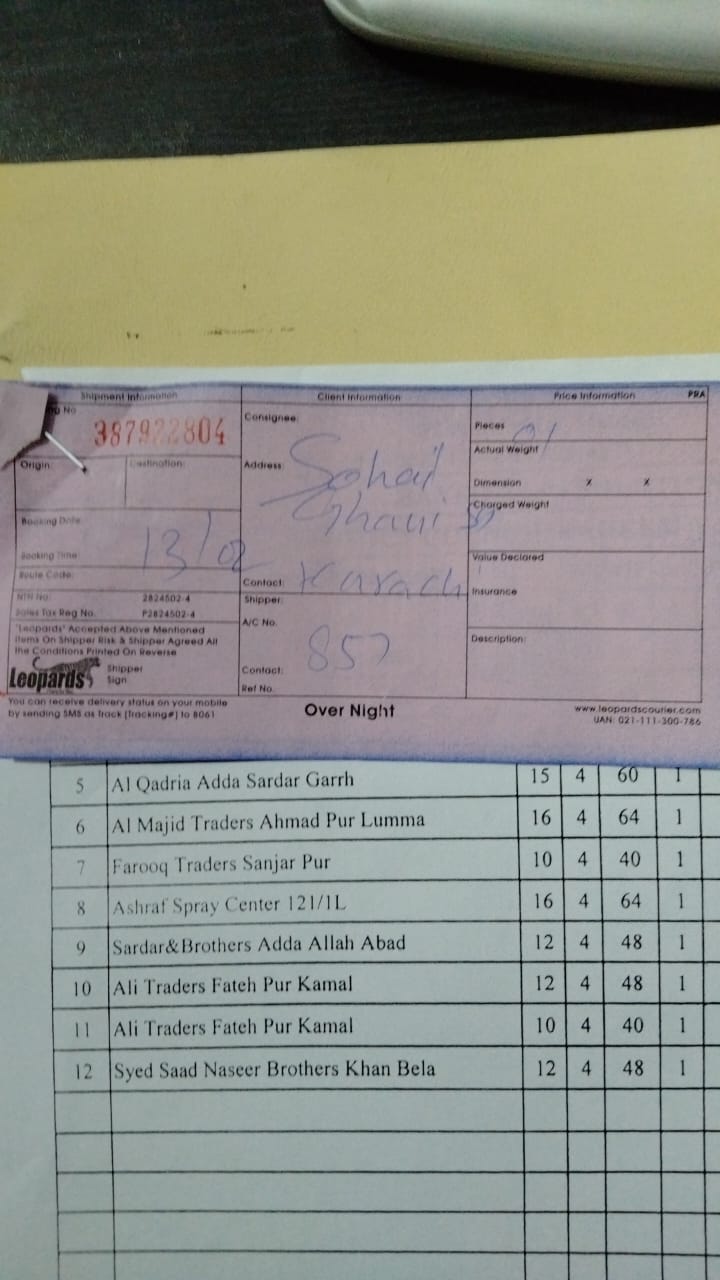 Shipment Information Client Information Price Information PRA
No
387922804
Consignee:
Pieces 01
Actual Weight
Origin: Destination: Address: Sohail
Dimension x x
Ghani
Charged Weight
Booking Date
13/02
Booking Time
Value Declared
Route Code:
Contact: Karachi
NTN No: 2824502-4
Shipper:
Insurance
Sales Tax Reg No. P2824502-4
A/C No.
857
'Leopards' Accepted Above Mentioned
Items On Shipper Risk & Shipper Agreed All
the Conditions Printed On Reverse
Description:
Leopards Shipper
Sign
Contact:
Ref No.
You can receive delivery status on your mobile
by sending SMS as Track [Tracking#] to 8061
Over Night
www.leopardscourier.com
UAN: 021-111-300-786
5 Al Qadria Adda Sardar Garrh 15 4 60 1
6 Al Majid Traders Ahmad Pur Lumma 16 4 64 1
7 Farooq Traders Sanjar Pur 10 4 40 1
8 Ashraf Spray Center 121/1L 16 4 64 1
9 Sardar&Brothers Adda Allah Abad 12 4 48 1
10 Ali Traders Fateh Pur Kamal 12 4 48 1
11 Ali Traders Fateh Pur Kamal 10 4 40 1
12 Syed Saad Naseer Brothers Khan Bela 12 4 48 1